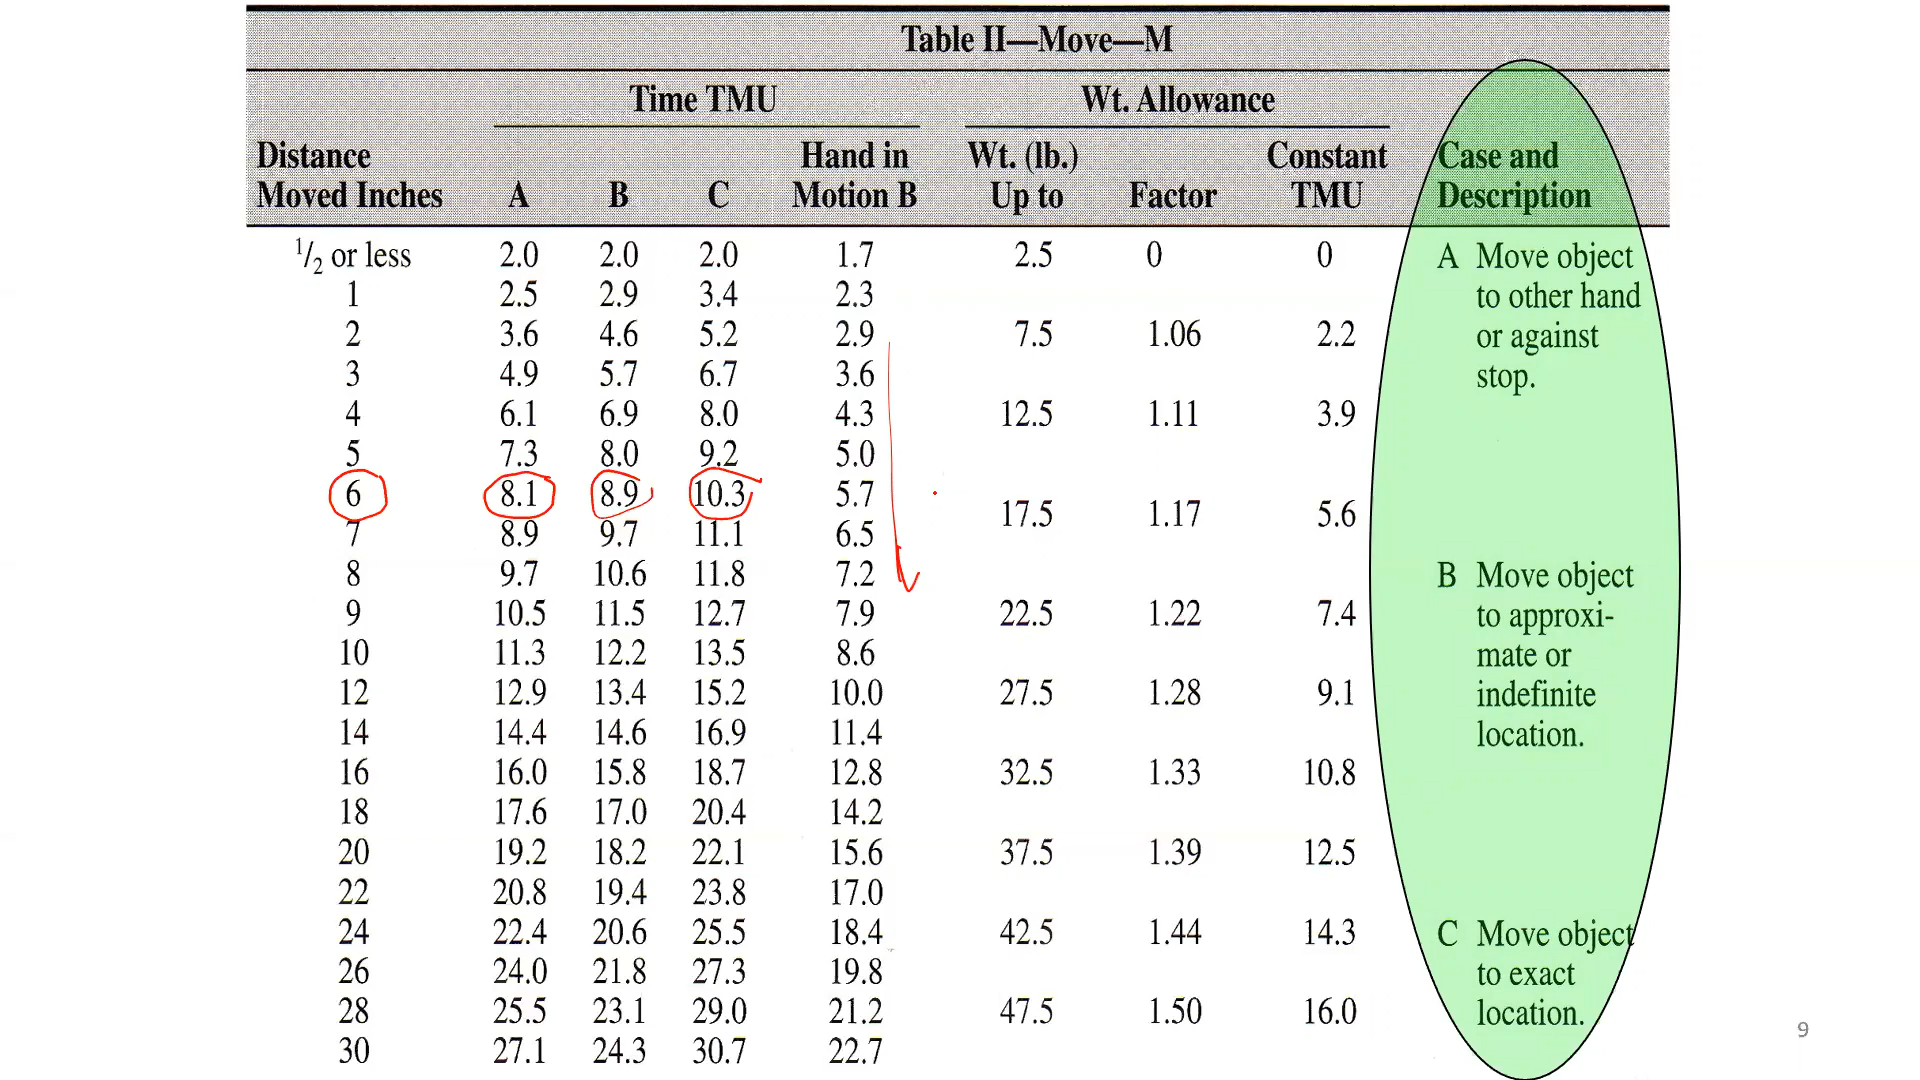 Table II—Move—M
Time TMU Wt. Allowance
Distance Hand in Wt. (lb.) Constant Case and
Moved Inches A B C Motion B Up to Factor TMU Description
1/2 or less 2.0 2.0 2.0 1.7 2.5 0 0 A Move object
1 2.5 2.9 3.4 2.3 to other hand
2 3.6 4.6 5.2 2.9 7.5 1.06 2.2 or against
3 4.9 5.7 6.7 3.6 stop.
4 6.1 6.9 8.0 4.3 12.5 1.11 3.9
5 7.3 8.0 9.2 5.0
6 8.1 8.9 10.3 5.7
17.5 1.17 5.6
7 8.9 9.7 11.1 6.5
8 9.7 10.6 11.8 7.2 B Move object
9 10.5 11.5 12.7 7.9 22.5 1.22 7.4 to approxi-
10 11.3 12.2 13.5 8.6 mate or
12 12.9 13.4 15.2 10.0 27.5 1.28 9.1 indefinite
14 14.4 14.6 16.9 11.4 location.
16 16.0 15.8 18.7 12.8 32.5 1.33 10.8
18 17.6 17.0 20.4 14.2
20 19.2 18.2 22.1 15.6 37.5 1.39 12.5
22 20.8 19.4 23.8 17.0
24 22.4 20.6 25.5 18.4 42.5 1.44 14.3 C Move object
26 24.0 21.8 27.3 19.8 to exact
28 25.5 23.1 29.0 21.2 47.5 1.50 16.0 location.
30 27.1 24.3 30.7 22.7
9